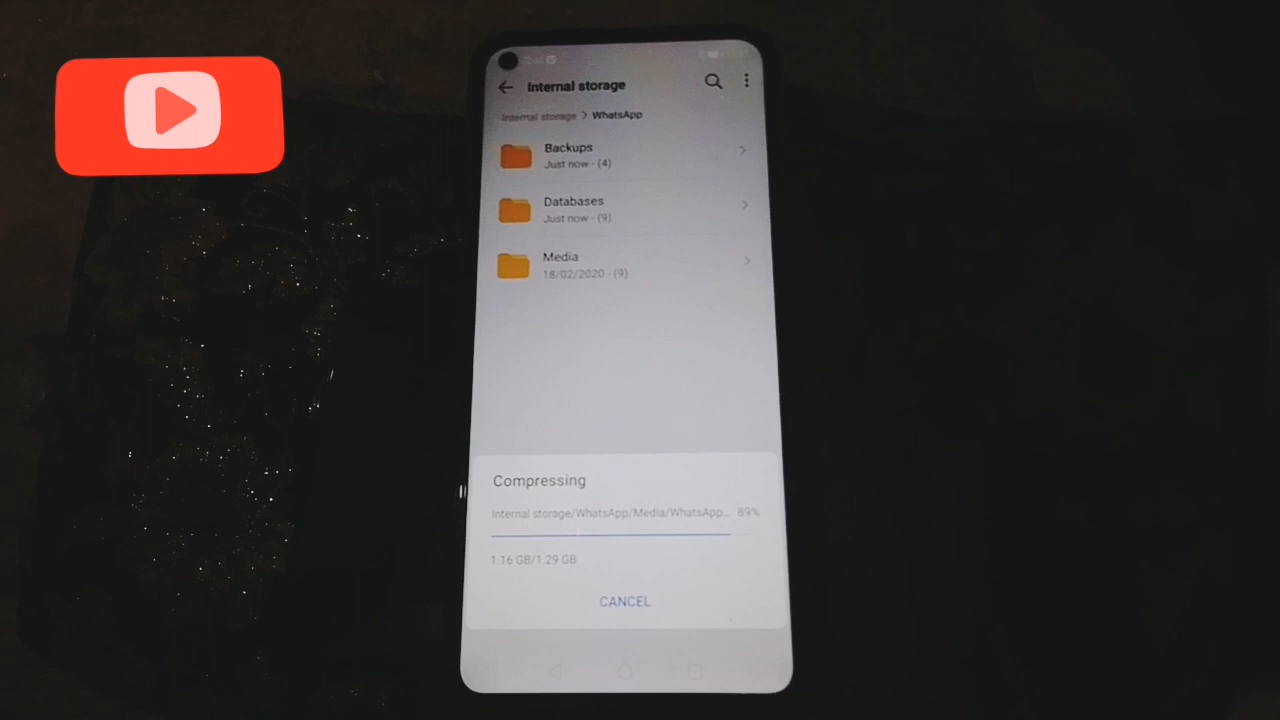 Internal storage
Internal storage > WhatsApp
Backups
Just now - (4)
Databases
Just now - (9)
Media
18/02/2020 - (9)
Compressing
Internal storage/WhatsApp/Media/WhatsApp... 89%
1.16 GB/1.29 GB
CANCEL